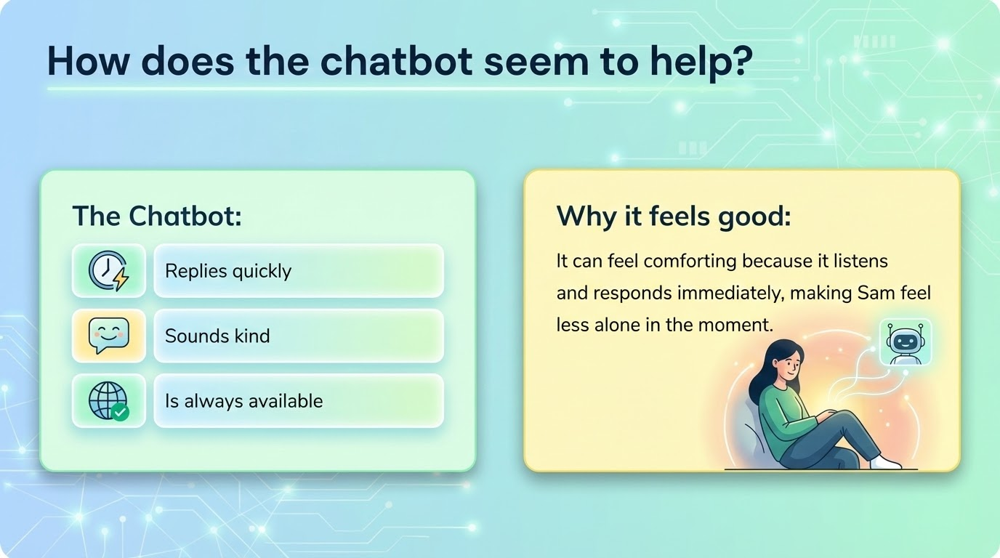 How does the chatbot seem to help?
The Chatbot:
Replies quickly
Sounds kind
Is always available
Why it feels good:
It can feel comforting because it listens
and responds immediately, making Sam feel
less alone in the moment.